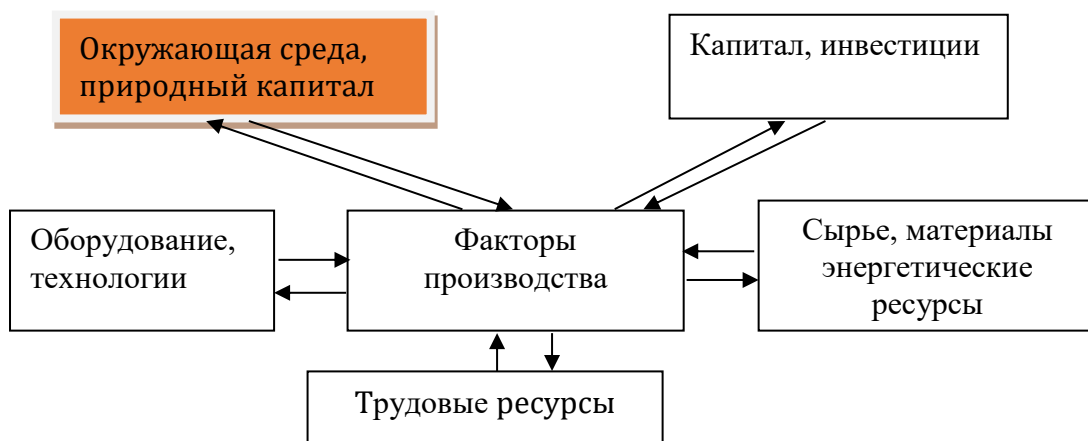 Окружающая среда,
природный капитал
Капитал, инвестиции
Оборудование,
технологии
Факторы
производства
Сырье, материалы
энергетические
ресурсы
Трудовые ресурсы